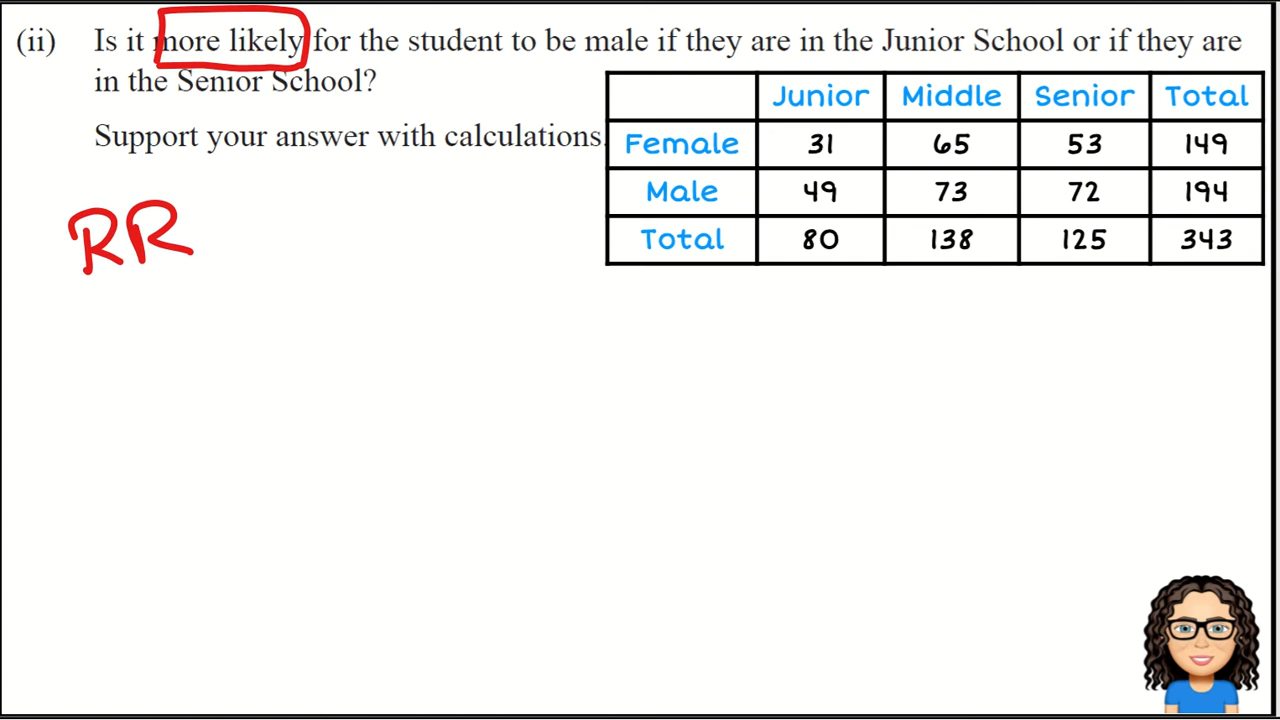 (ii) Is it more likely for the student to be male if they are in the Junior School or if they are
in the Senior School?
Support your answer with calculations.
Junior Middle Senior Total
Female 31 65 53 149
Male 49 73 72 194
Total 80 138 125 343
RR